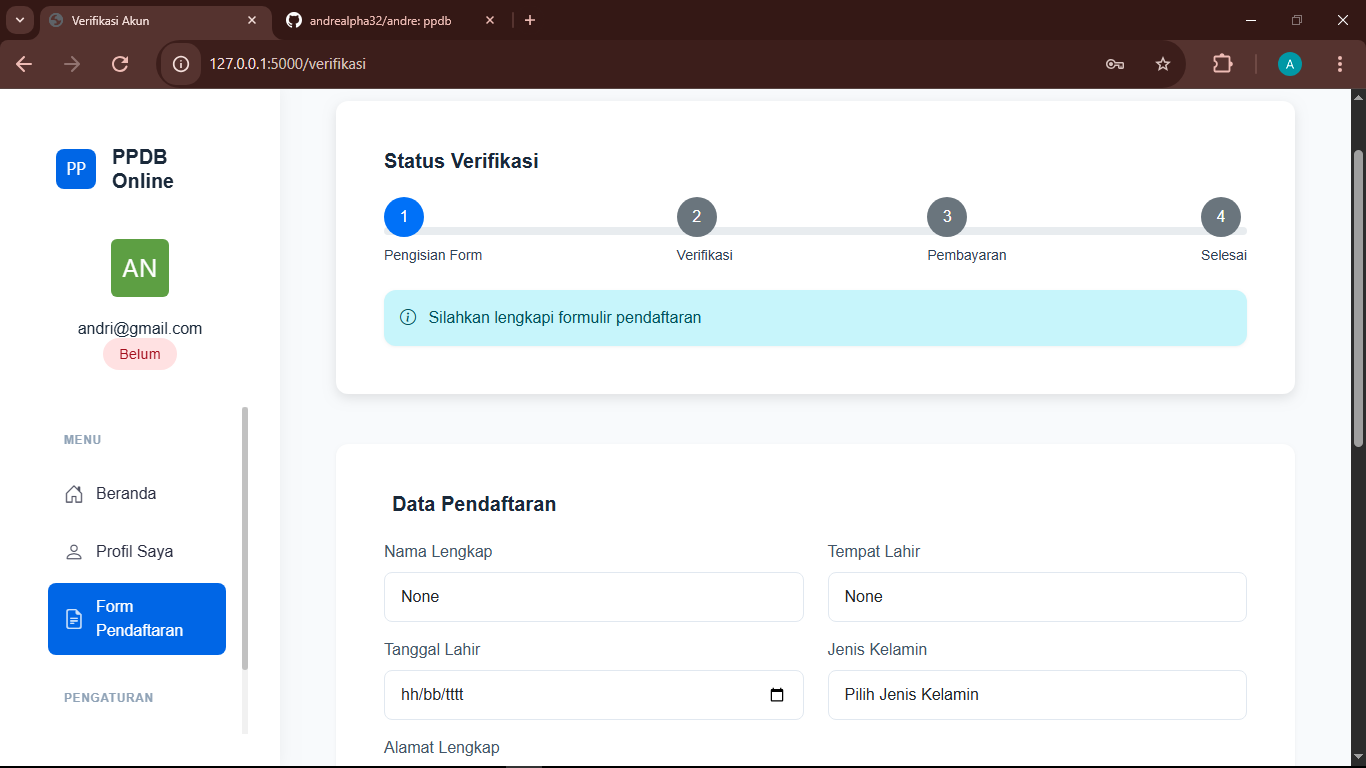 Verifikasi Akun
andrealpha32/andre: ppdb
127.0.0.1:5000/verifikasi
A
PP
PPDB
Online
AN
andri@gmail.com
Belum
MENU
Beranda
Profil Saya
Form
Pendaftaran
PENGATURAN
Status Verifikasi
1 2 3 4
Pengisian Form Verifikasi Pembayaran Selesai
Silahkan lengkapi formulir pendaftaran
Data Pendaftaran
Nama Lengkap Tempat Lahir
None None
Tanggal Lahir Jenis Kelamin
hh/bb/tttt Pilih Jenis Kelamin
Alamat Lengkap